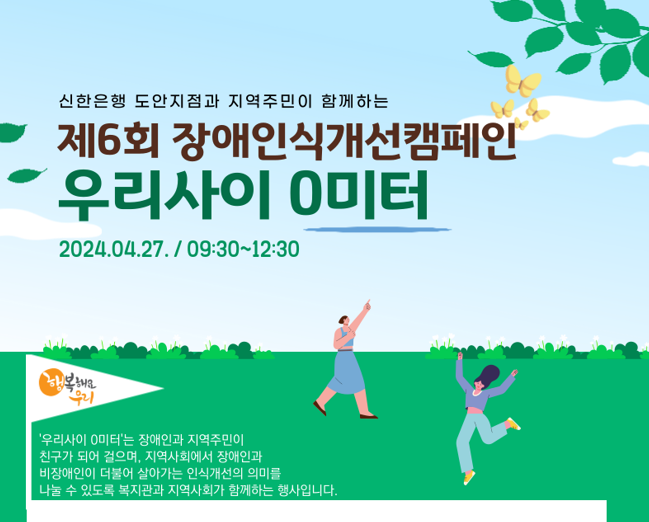 신한은행 도안지점과 지역주민이 함께하는
제6회 장애인식개선캠페인
우리사이 0미터
2024.04.27. / 09:30~12:30
행복해요
우리
'우리사이 0미터'는 장애인과 지역주민이
친구가 되어 걸으며, 지역사회에서 장애인과
비장애인이 더불어 살아가는 인식개선의 의미를
나눌 수 있도록 복지관과 지역사회가 함께하는 행사입니다.